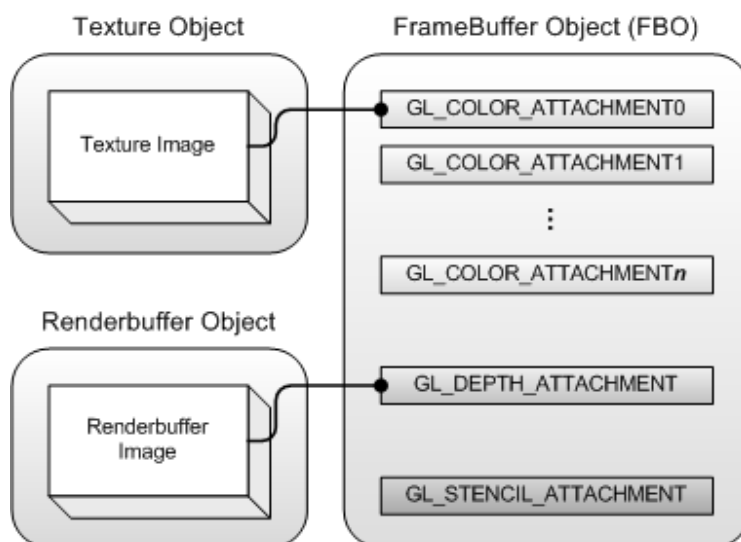 Texture Object
Texture Image
Renderbuffer Object
Renderbuffer
Image
FrameBuffer Object (FBO)
GL_COLOR_ATTACHMENT0
GL_COLOR_ATTACHMENT1
⋮
GL_COLOR_ATTACHMENTn
GL_DEPTH_ATTACHMENT
GL_STENCIL_ATTACHMENT